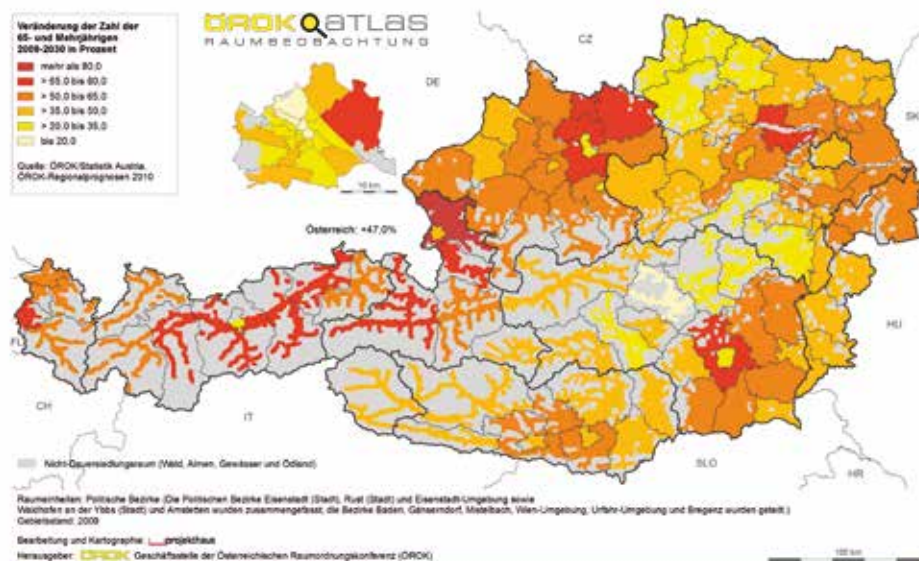 Veränderung der Zahl der
65- und Mehrjährigen
2009-2030 in Prozent
mehr als 80,0
> 65,0 bis 80,0
> 50,0 bis 65,0
> 35,0 bis 50,0
> 20,0 bis 35,0
bis 20,0
Quelle: ÖROK/Statistik Austria.
ÖROK-Regionalprognosen 2010
ÖROK ATLAS
RAUMBEOBACHTUNG
10 km
CZ
DE
SK
Österreich: +47,0%
HU
FL
CH
IT
SLO
HR
Nicht-Dauersiedlungsraum (Wald, Almen, Gewässer und Ödland)
Raumeinheiten: Politische Bezirke (Die Politischen Bezirke Eisenstadt (Stadt), Rust (Stadt) und Eisenstadt-Umgebung sowie
Waidhofen an der Ybbs (Stadt) und Amstetten wurden zusammengefasst, die Bezirke Baden, Gänserndorf, Mistelbach, Wien-Umgebung, Urfahr-Umgebung und Bregenz wurden geteilt.)
Gebietsstand: 2009
Bearbeitung und Kartographie: projekthaus
Herausgeber: ÖROK Geschäftsstelle der Österreichischen Raumordnungskonferenz (ÖROK)
100 km